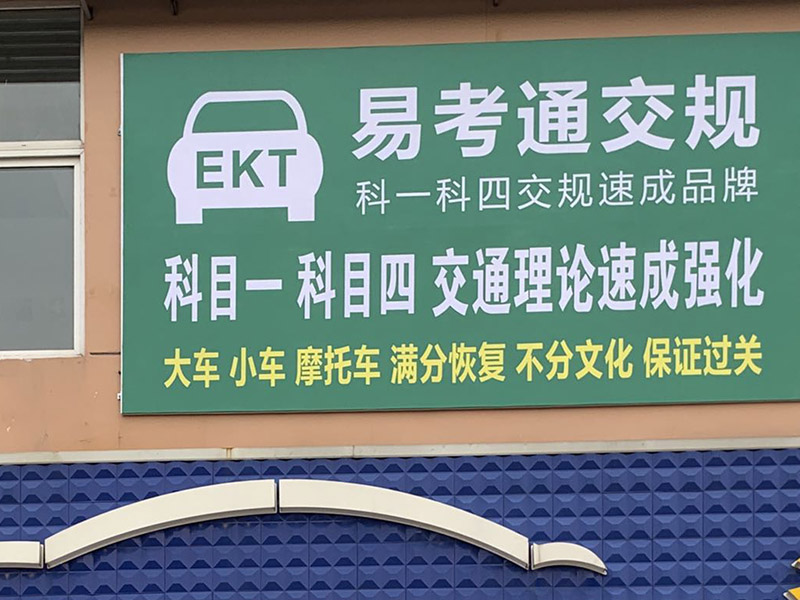 EKT
易考通交规
科一科四交规速成品牌
科目一 科目四 交通理论速成强化
大车 小车 摩托车 满分恢复 不分文化 保证过关